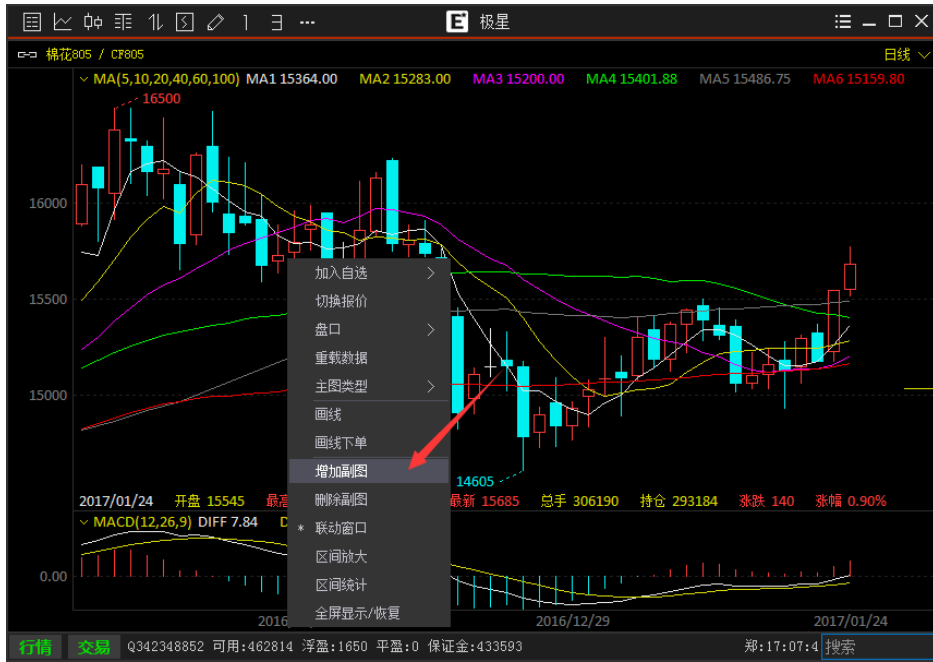 极星
棉花805 / CF805 日线
MA(5,10,20,40,60,100) MA1 15364.00 MA2 15283.00 MA3 15200.00 MA4 15401.88 MA5 15486.75 MA6 15159.80
16500
16000
加入自选
切换报价
15500
盘口
重载数据
主图类型
15000
画线
画线下单
增加副图
14605
2017/01/24 开盘 15545 最高 最新 15685 总手 306190 持仓 293184 涨跌 140 涨幅 0.90%
删除副图
MACD(12,26,9) DIFF 7.84 D
* 联动窗口
区间放大
0.00
区间统计
全屏显示/恢复
2016 2016/12/29 2017/01/24
行情 交易 Q342348852 可用:462814 浮盈:1650 平盈:0 保证金:433593 郑:17:07:4 搜索